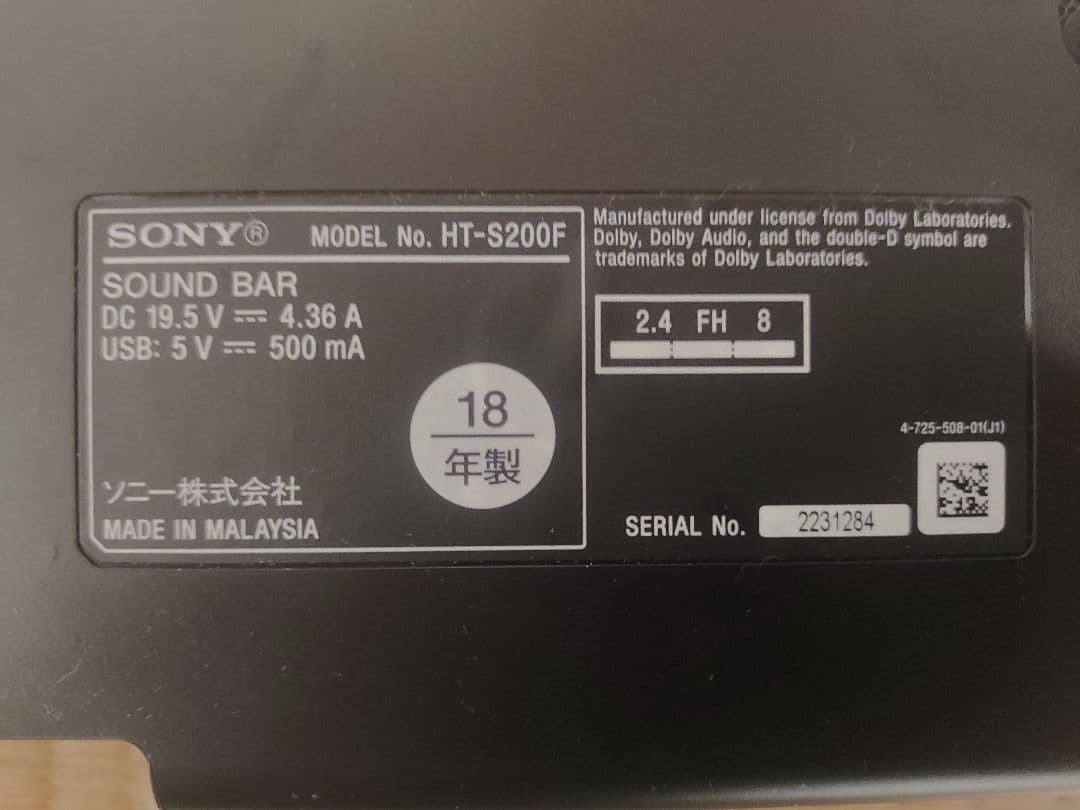 SONY® MODEL No. HT-S200F
SOUND BAR
DC 19.5 V ⎓ 4.36 A
USB: 5 V ⎓ 500 mA
18
年製
ソニー株式会社
MADE IN MALAYSIA
Manufactured under license from Dolby Laboratories.
Dolby, Dolby Audio, and the double-D symbol are
trademarks of Dolby Laboratories.
2.4 FH 8
4-725-508-01(J1)
SERIAL No. 2231284